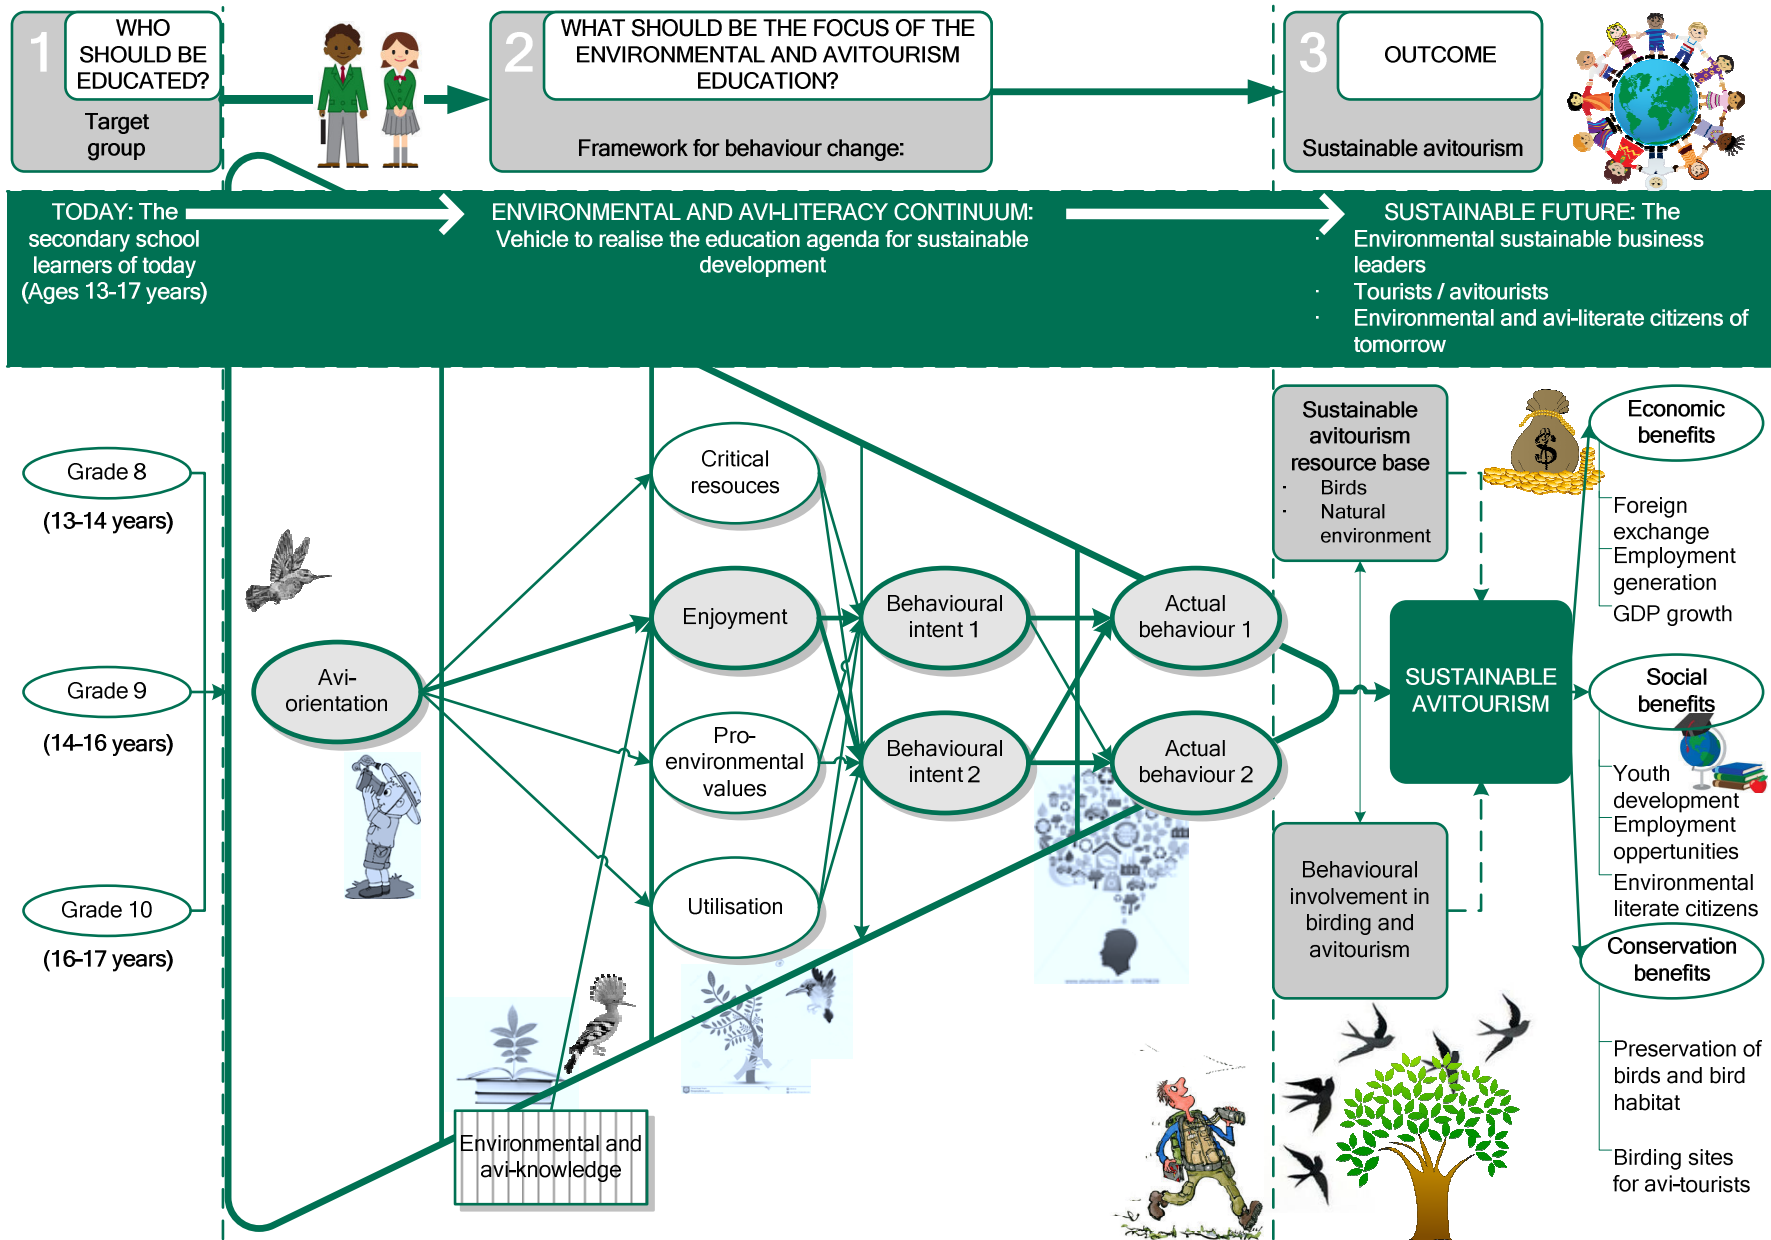 1
WHO
SHOULD BE
EDUCATED?
Target
group
2
WHAT SHOULD BE THE FOCUS OF THE
ENVIRONMENTAL AND AVITOURISM
EDUCATION?
Framework for behaviour change:
3
OUTCOME
Sustainable avitourism
TODAY: The
secondary school
learners of today
(Ages 13-17 years)
ENVIRONMENTAL AND AVI-LITERACY CONTINUUM:
Vehicle to realise the education agenda for sustainable
development
SUSTAINABLE FUTURE: The
· Environmental sustainable business
leaders
· Tourists / avitourists
· Environmental and avi-literate citizens of
tomorrow
Grade 8
(13-14 years)
Grade 9
(14-16 years)
Grade 10
(16-17 years)
Avi-
orientation
Critical
resouces
Enjoyment
Pro-
environmental
values
Utilisation
Environmental and
avi-knowledge
Behavioural
intent 1
Behavioural
intent 2
Actual
behaviour 1
Actual
behaviour 2
Sustainable
avitourism
resource base
· Birds
· Natural
environment
Behavioural
involvement in
birding and
avitourism
$
SUSTAINABLE
AVITOURISM
Economic
benefits
Foreign
exchange
Employment
generation
GDP growth
Social
benefits
Youth
development
Employment
oppertunities
Environmental
literate citizens
Conservation
benefits
Preservation of
birds and bird
habitat
Birding sites
for avi-tourists